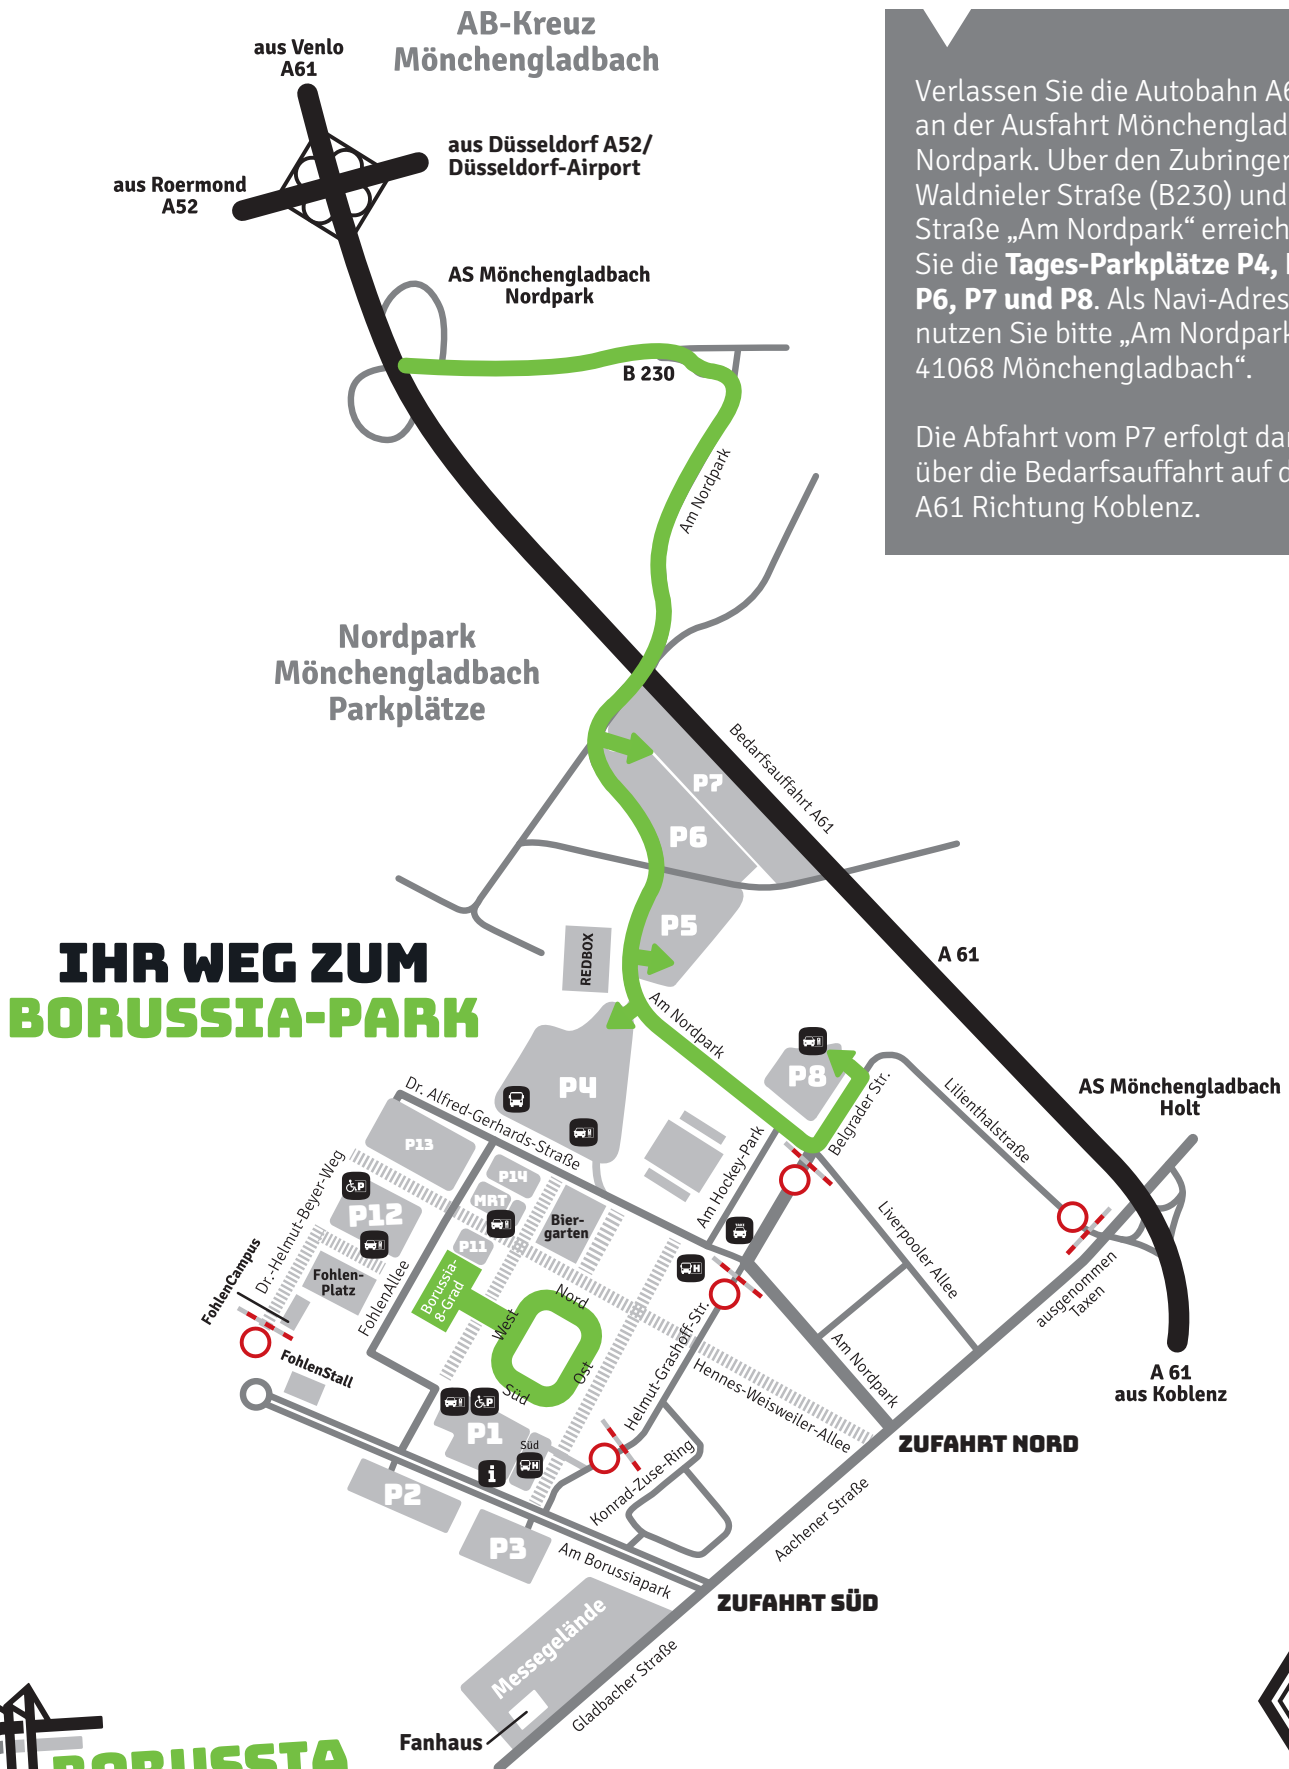 AB-Kreuz
Mönchengladbach
aus Venlo
A61
aus Düsseldorf A52/
Düsseldorf-Airport
aus Roermond
A52
Verlassen Sie die Autobahn
an der Ausfahrt
Nordpark. Uber den Zubringer
Waldnieler Straße (B230) und
Straße „Am Nordpark“
Sie die Tages-Parkplätze P4,
P6, P7 und P8. Als
nutzen Sie bitte „Am Nordpark
41068 Mönchengladbach“.
Die Abfahrt vom P7 erfolgt
über die Bedarfsauffahrt auf
A61 Richtung Koblenz.
AS Mönchengladbach
Nordpark
B 230
Am Nordpark
Nordpark
Mönchengladbach
Parkplätze
Bedarfsauffahrt A61
P7
P6
P5
REDBOX
A 61
IHR WEG ZUM
BORUSSIA-PARK
Am Nordpark
P8
P4
Belgrader Str.
Lilienthalstraße
AS Mönchengladbach
Holt
Dr. Alfred-Gerhards-Straße
P13
P14
MRT
P11
P12
P
Bier-
garten
Am Hockey-Park
TAXI
H
Liverpooler Allee
ausgenommen
Taxen
Dr.-Helmut-Beyer-Weg
FohlenCampus
Fohlen-
Platz
FohlenAllee
Borussia-
8-Grad
West
Nord
Ost
Süd
FohlenStall
Helmut-Grashoff-Str.
Hennes-Weisweiler-Allee
Am Nordpark
A 61
aus Koblenz
ZUFAHRT NORD
P
P1
Süd
H
i
Konrad-Zuse-Ring
P2
P3
Am Borussiapark
Aachener Straße
ZUFAHRT SÜD
Messegelände
Gladbacher Straße
Fanhaus
BORUSSIA